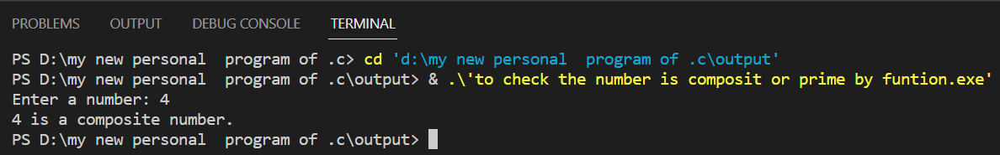 PROBLEMS OUTPUT DEBUG CONSOLE TERMINAL
PS D:\my new personal  program of .c> cd 'd:\my new personal  program of .c\output'
PS D:\my new personal  program of .c\output> & .\'to check the number is composit or prime by funtion.exe'
Enter a number: 4
4 is a composite number.
PS D:\my new personal  program of .c\output>